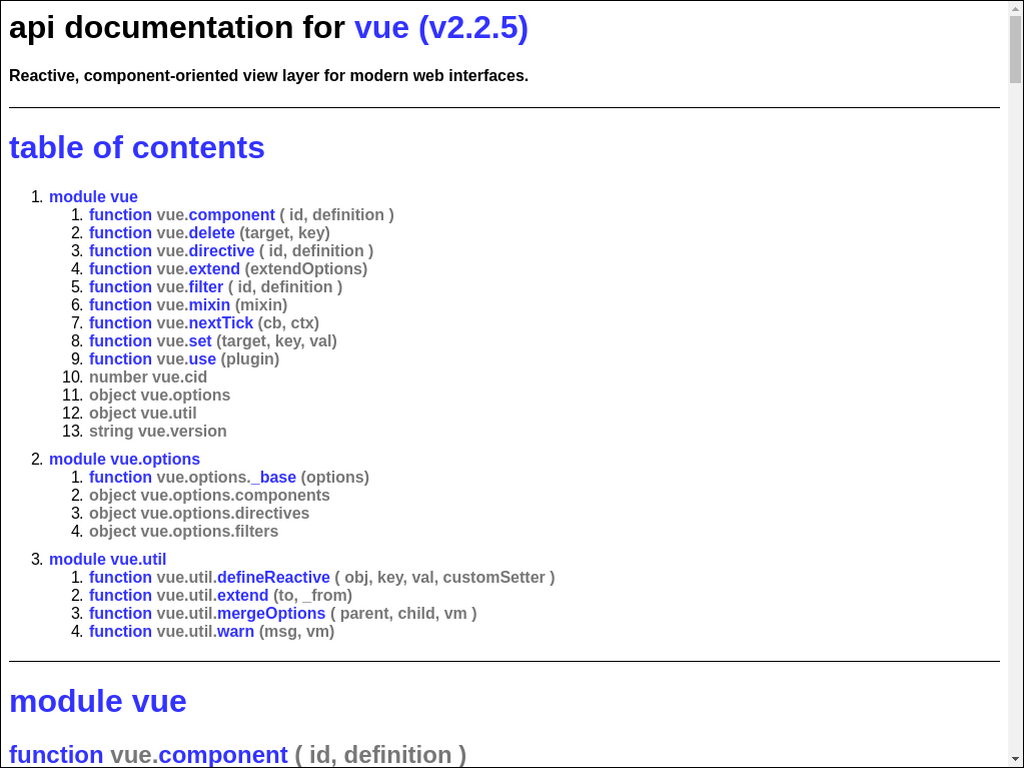 api documentation for vue (v2.2.5)
Reactive, component-oriented view layer for modern web interfaces.
table of contents
1. module vue
1. function vue.component ( id, definition )
2. function vue.delete (target, key)
3. function vue.directive ( id, definition )
4. function vue.extend (extendOptions)
5. function vue.filter ( id, definition )
6. function vue.mixin (mixin)
7. function vue.nextTick (cb, ctx)
8. function vue.set (target, key, val)
9. function vue.use (plugin)
10. number vue.cid
11. object vue.options
12. object vue.util
13. string vue.version
2. module vue.options
1. function vue.options._base (options)
2. object vue.options.components
3. object vue.options.directives
4. object vue.options.filters
3. module vue.util
1. function vue.util.defineReactive ( obj, key, val, customSetter )
2. function vue.util.extend (to, _from)
3. function vue.util.mergeOptions ( parent, child, vm )
4. function vue.util.warn (msg, vm)
module vue
function vue.component ( id, definition )